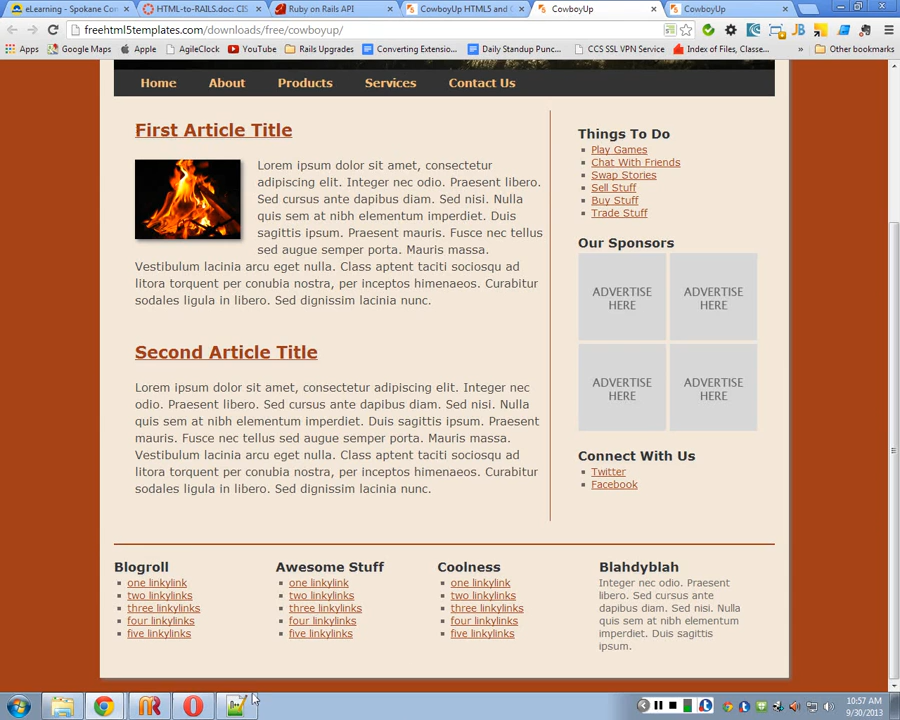 eLearning - Spokane Com
HTML-to-RAILS.doc: CIS
Ruby on Rails API
CowboyUp HTML5 and C
CowboyUp
CowboyUp
freehtml5templates.com/downloads/free/cowboyup/
Apps
Google Maps
Apple
AgileClock
YouTube
Rails Upgrades
Converting Extensio...
Daily Standup Punc...
CCS SSL VPN Service
Index of Files, Classe...
»
Other bookmarks
Home
About
Products
Services
Contact Us
First Article Title
Lorem ipsum dolor sit amet, consectetur
adipiscing elit. Integer nec odio. Praesent libero.
Sed cursus ante dapibus diam. Sed nisi. Nulla
quis sem at nibh elementum imperdiet. Duis
sagittis ipsum. Praesent mauris. Fusce nec tellus
sed augue semper porta. Mauris massa.
Vestibulum lacinia arcu eget nulla. Class aptent taciti sociosqu ad
litora torquent per conubia nostra, per inceptos himenaeos. Curabitur
sodales ligula in libero. Sed dignissim lacinia nunc.
Second Article Title
Lorem ipsum dolor sit amet, consectetur adipiscing elit. Integer nec
odio. Praesent libero. Sed cursus ante dapibus diam. Sed nisi. Nulla
quis sem at nibh elementum imperdiet. Duis sagittis ipsum. Praesent
mauris. Fusce nec tellus sed augue semper porta. Mauris massa.
Vestibulum lacinia arcu eget nulla. Class aptent taciti sociosqu ad
litora torquent per conubia nostra, per inceptos himenaeos. Curabitur
sodales ligula in libero. Sed dignissim lacinia nunc.
Things To Do
Play Games
Chat With Friends
Swap Stories
Sell Stuff
Buy Stuff
Trade Stuff
Our Sponsors
ADVERTISE
HERE
ADVERTISE
HERE
ADVERTISE
HERE
ADVERTISE
HERE
Connect With Us
Twitter
Facebook
Blogroll
one linkylink
two linkylinks
three linkylinks
four linkylinks
five linkylinks
Awesome Stuff
one linkylink
two linkylinks
three linkylinks
four linkylinks
five linkylinks
Coolness
one linkylink
two linkylinks
three linkylinks
four linkylinks
five linkylinks
Blahdyblah
Integer nec odio. Praesent
libero. Sed cursus ante
dapibus diam. Sed nisi. Nulla
quis sem at nibh elementum
imperdiet. Duis sagittis
ipsum.
10:57 AM
9/30/2013